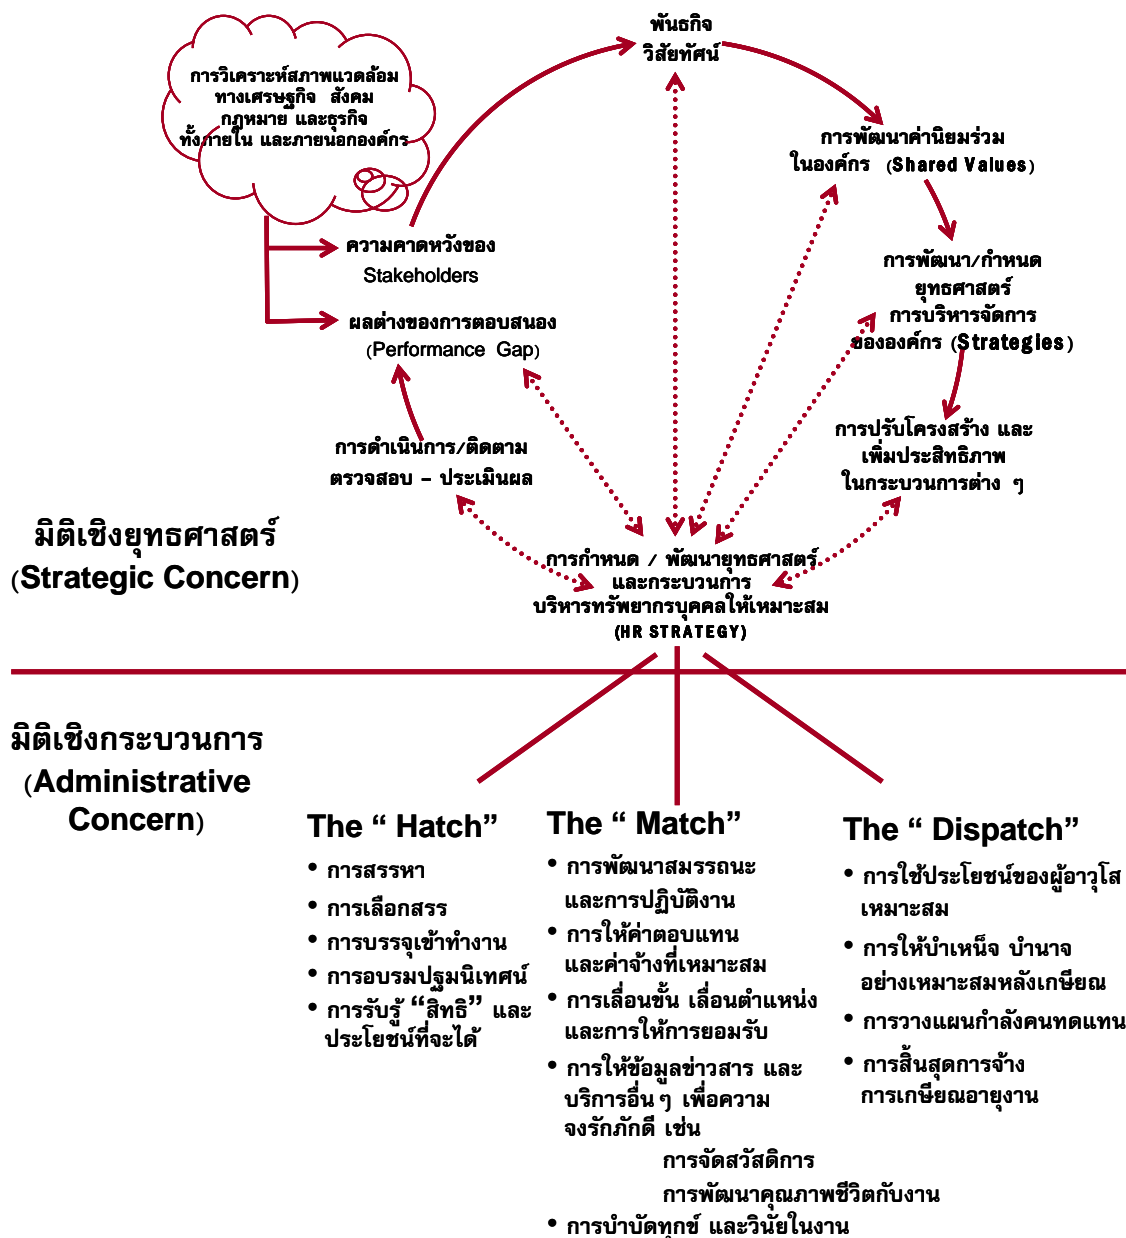 พันธกิจ
วิสัยทัศน์
การวิเคราะห์สภาพแวดล้อม
ทางเศรษฐกิจ สังคม
กฎหมาย และธุรกิจ
ทั้งภายใน และภายนอกองค์กร
การพัฒนาค่านิยมร่วม
ในองค์กร (Shared Values)
ความคาดหวังของ
Stakeholders
การพัฒนา/กำหนด
ยุทธศาสตร์
การบริหารจัดการ
ขององค์กร (Strategies)
ผลต่างของการตอบสนอง
(Performance Gap)
การดำเนินการ/ติดตาม
ตรวจสอบ – ประเมินผล
การปรับโครงสร้าง และ
เพิ่มประสิทธิภาพ
ในกระบวนการต่าง ๆ
มิติเชิงยุทธศาสตร์
(Strategic Concern)
การกำหนด / พัฒนายุทธศาสตร์
และกระบวนการ
บริหารทรัพยากรบุคคลให้เหมาะสม
(HR STRATEGY)
มิติเชิงกระบวนการ
(Administrative
Concern)
The “ Hatch”
• การสรรหา
• การเลือกสรร
• การบรรจุเข้าทำงาน
• การอบรมปฐมนิเทศน์
• การรับรู้ “สิทธิ” และ
ประโยชน์ที่จะได้
The “ Match”
• การพัฒนาสมรรถนะ
และการปฏิบัติงาน
• การให้ค่าตอบแทน
และค่าจ้างที่เหมาะสม
• การเลื่อนขั้น เลื่อนตำแหน่ง
และการให้การยอมรับ
• การให้ข้อมูลข่าวสาร และ
บริการอื่น ๆ เพื่อความ
จงรักภักดี เช่น
การจัดสวัสดิการ
การพัฒนาคุณภาพชีวิตกับงาน
• การบำบัดทุกข์ และวินัยในงาน
The “ Dispatch”
• การใช้ประโยชน์ของผู้อาวุโส
เหมาะสม
• การให้บำเหน็จ บำนาจ
อย่างเหมาะสมหลังเกษียณ
• การวางแผนกำลังคนทดแทน
• การสิ้นสุดการจ้าง
การเกษียณอายุงาน